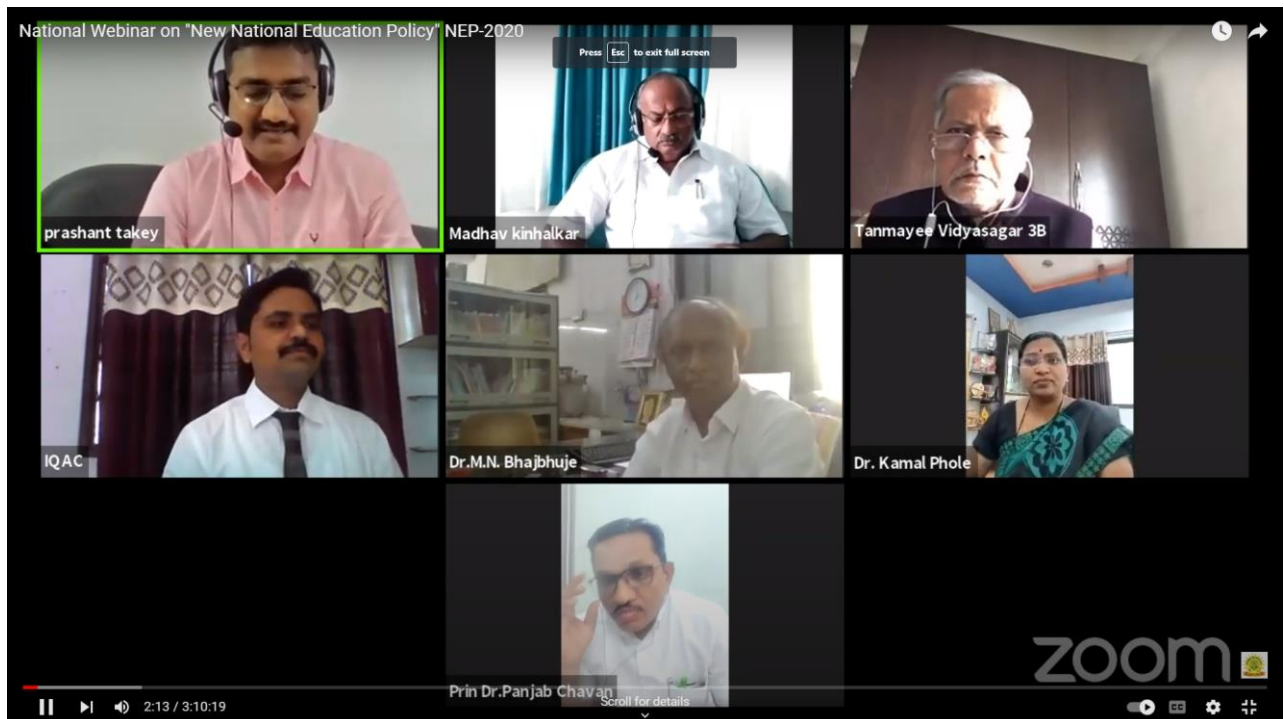 National Webinar on "New National Education Policy" NEP-2020
Press Esc to exit full screen
prashant takey
Madhav kinhalkar
Tanmayee Vidyasagar 3B
IQAC
Dr.M.N. Bhajbhuje
Dr. Kamal Phole
Prin Dr.Panjab Chavan
zoom
Scroll for details
2:13 / 3:10:19
CC